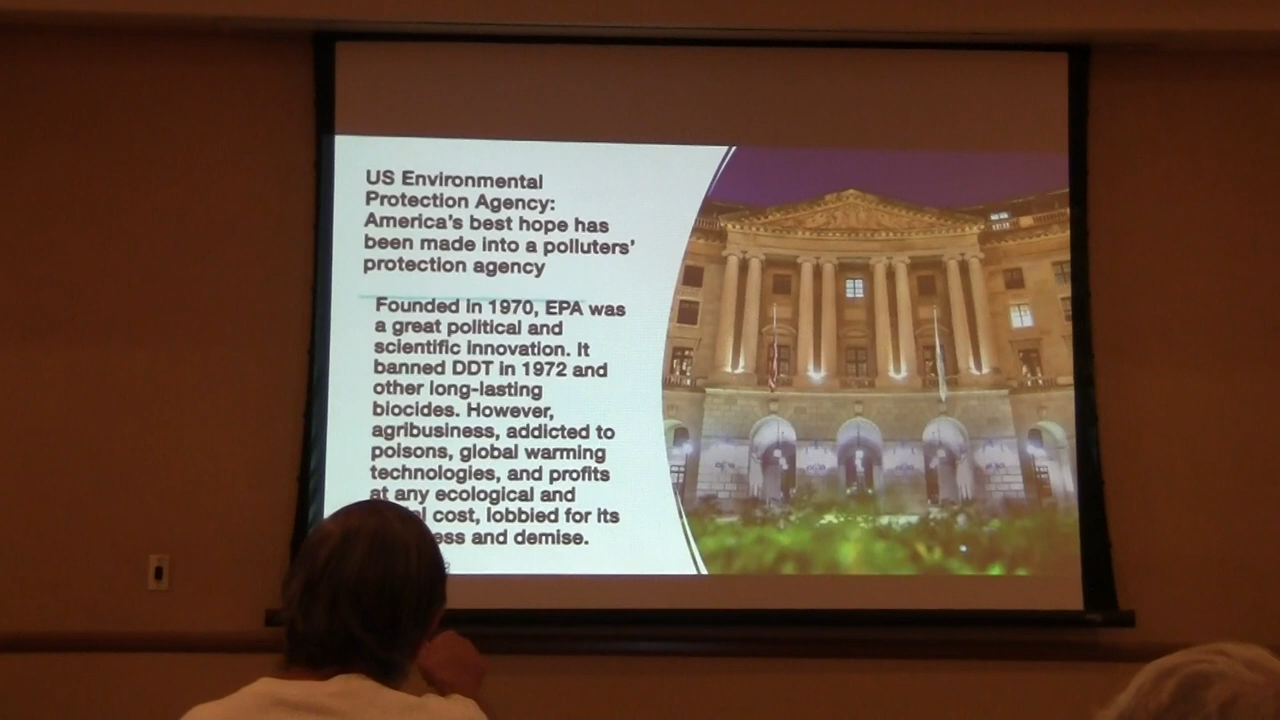 US Environmental
Protection Agency:
America's best hope has
been made into a polluters'
protection agency
Founded in 1970, EPA was
a great political and
scientific innovation. It
banned DDT in 1972 and
other long-lasting
biocides. However,
agribusiness, addicted to
poisons, global warming
technologies, and profits
at any ecological and
cost, lobbied for its
and demise.